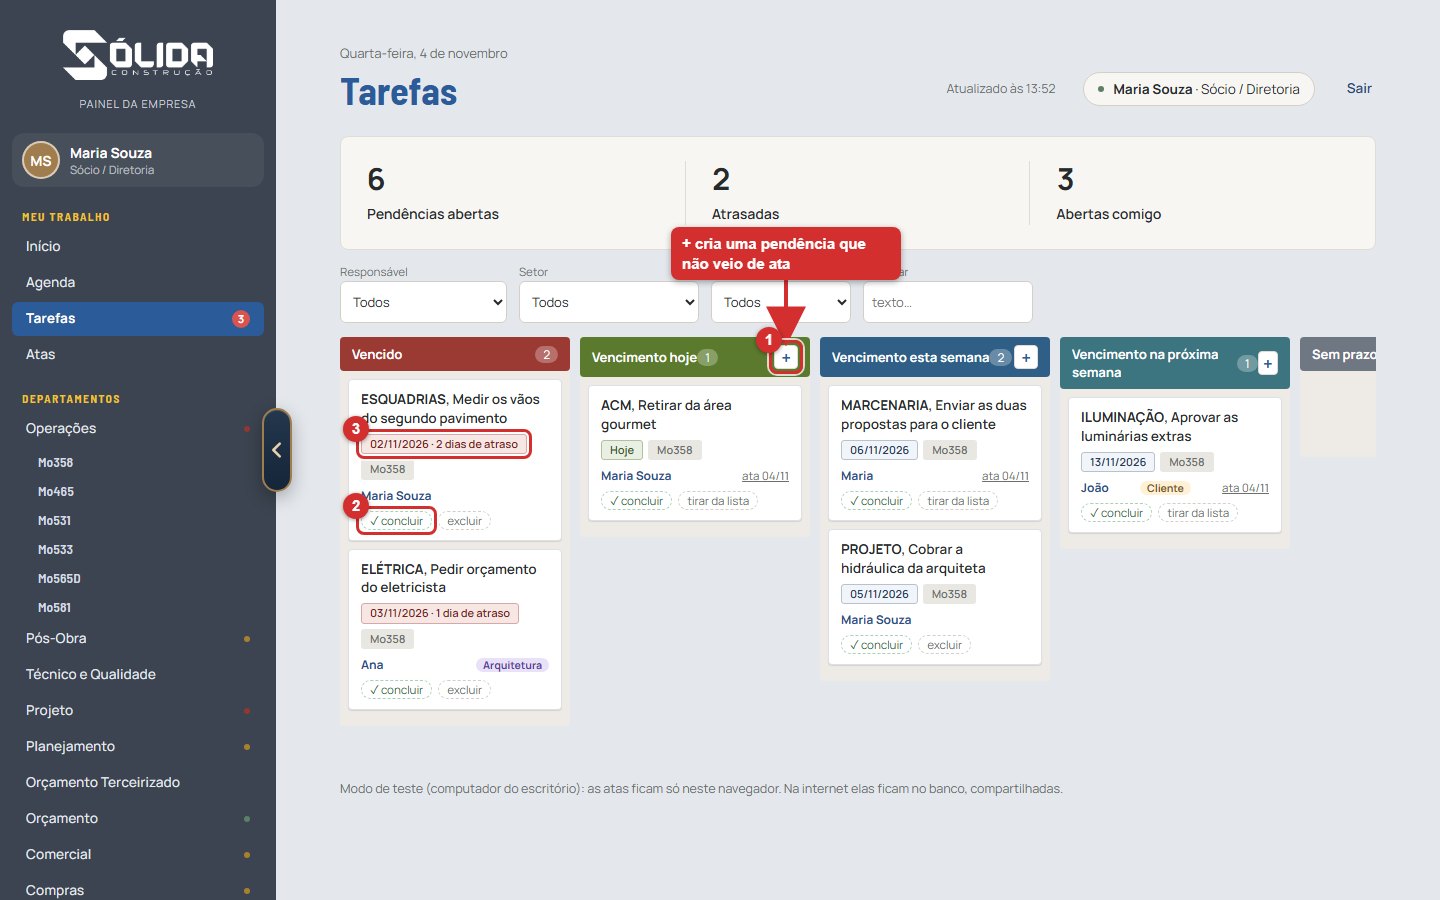 SÓLIDA
CONSTRUÇÃO
PAINEL DA EMPRESA
MS
Maria Souza
Sócio / Diretoria
MEU TRABALHO
Início
Agenda
Tarefas
3
Atas
DEPARTAMENTOS
Operações
Mo358
Mo465
Mo531
Mo533
Mo565D
Mo581
Pós-Obra
Técnico e Qualidade
Projeto
Planejamento
Orçamento Terceirizado
Orçamento
Comercial
Compras
Quarta-feira, 4 de novembro
Tarefas
Atualizado às 13:52
Maria Souza · Sócio / Diretoria
Sair
6
Pendências abertas
2
Atrasadas
3
Abertas comigo
+ cria uma pendência que
não veio de ata
Responsável
Todos
Setor
Todos
Todos
ar
texto...
Vencido
2
ESQUADRIAS, Medir os vãos
do segundo pavimento
3
02/11/2026 · 2 dias de atraso
Mo358
Maria Souza
2
✓ concluir
excluir
ELÉTRICA, Pedir orçamento
do eletricista
03/11/2026 · 1 dia de atraso
Mo358
Ana
Arquitetura
✓ concluir
excluir
Vencimento hoje
1
1
+
ACM, Retirar da área
gourmet
Hoje
Mo358
Maria Souza
ata 04/11
✓ concluir
tirar da lista
Vencimento esta semana
2
+
MARCENARIA, Enviar as duas
propostas para o cliente
06/11/2026
Mo358
Maria
ata 04/11
✓ concluir
tirar da lista
PROJETO, Cobrar a
hidráulica da arquiteta
05/11/2026
Mo358
Maria Souza
✓ concluir
excluir
Vencimento na próxima
semana
1
+
ILUMINAÇÃO, Aprovar as
luminárias extras
13/11/2026
Mo358
João
Cliente
ata 04/11
✓ concluir
tirar da lista
Sem prazo
Modo de teste (computador do escritório): as atas ficam só neste navegador. Na internet elas ficam no banco, compartilhadas.